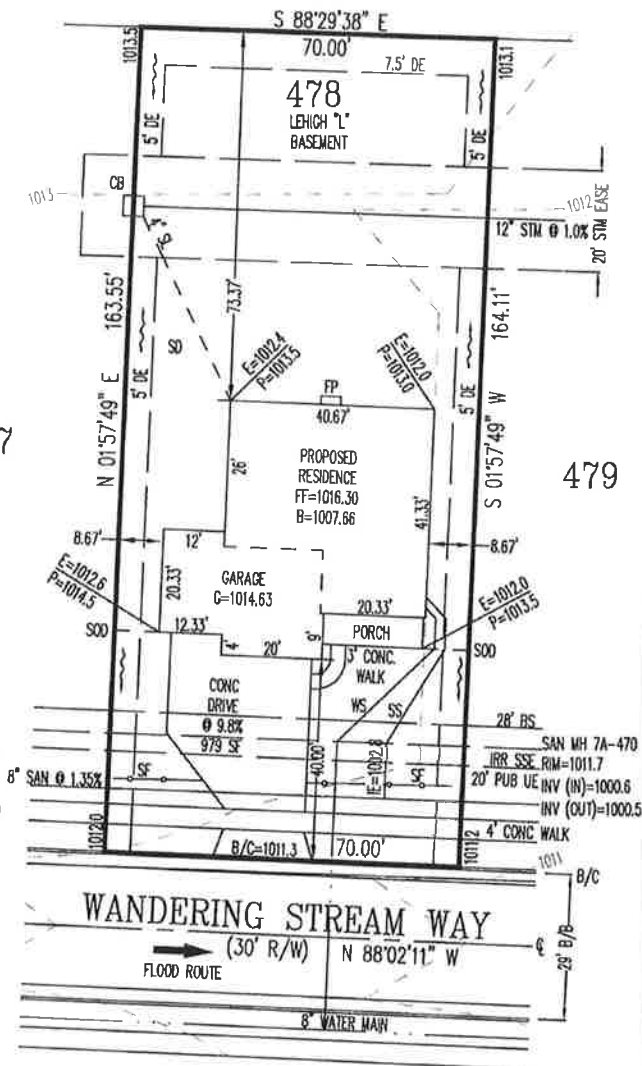 S 88°29'38" E
70.00'
1013.5
1013.1
7.5' DE
478
LEHIGH "L"
BASEMENT
5' DE
5' DE
CB
1013
1012
12" STM @ 1.0%
20' STM EASE
4"
163.55'
N 01°57'49" E
73.37'
164.11'
S 01°57'49" W
SD
5' DE
5' DE
E=1012.4
P=1013.5
E=1012.0
P=1013.0
FP
40.67'
7
479
26'
PROPOSED
RESIDENCE
FF=1016.30
B=1007.66
41.33'
8.67'
8.67'
12'
E=1012.6
P=1014.5
20.33'
GARAGE
G=1014.63
E=1012.0
P=1013.5
20.33'
PORCH
SOD
SOD
12.33'
4'
20'
9'
3' CONC.
WALK
CONC
DRIVE
@ 9.8%
979 SF
WS
SS
28' BS
SAN MH 7A-470
RIM=1011.7
INV (IN)=1000.6
INV (OUT)=1000.5
IRR SSE
20' PUB UE
8" SAN @ 1.35%
SF
SF
40.00'
IE=1002.8
4' CONC WALK
1012.0
B/C=1011.3
70.00'
1011.2
1011
B/C
WANDERING STREAM WAY
(30' R/W)
N 88°02'11" W
FLOOD ROUTE
29' B/B
8" WATER MAIN